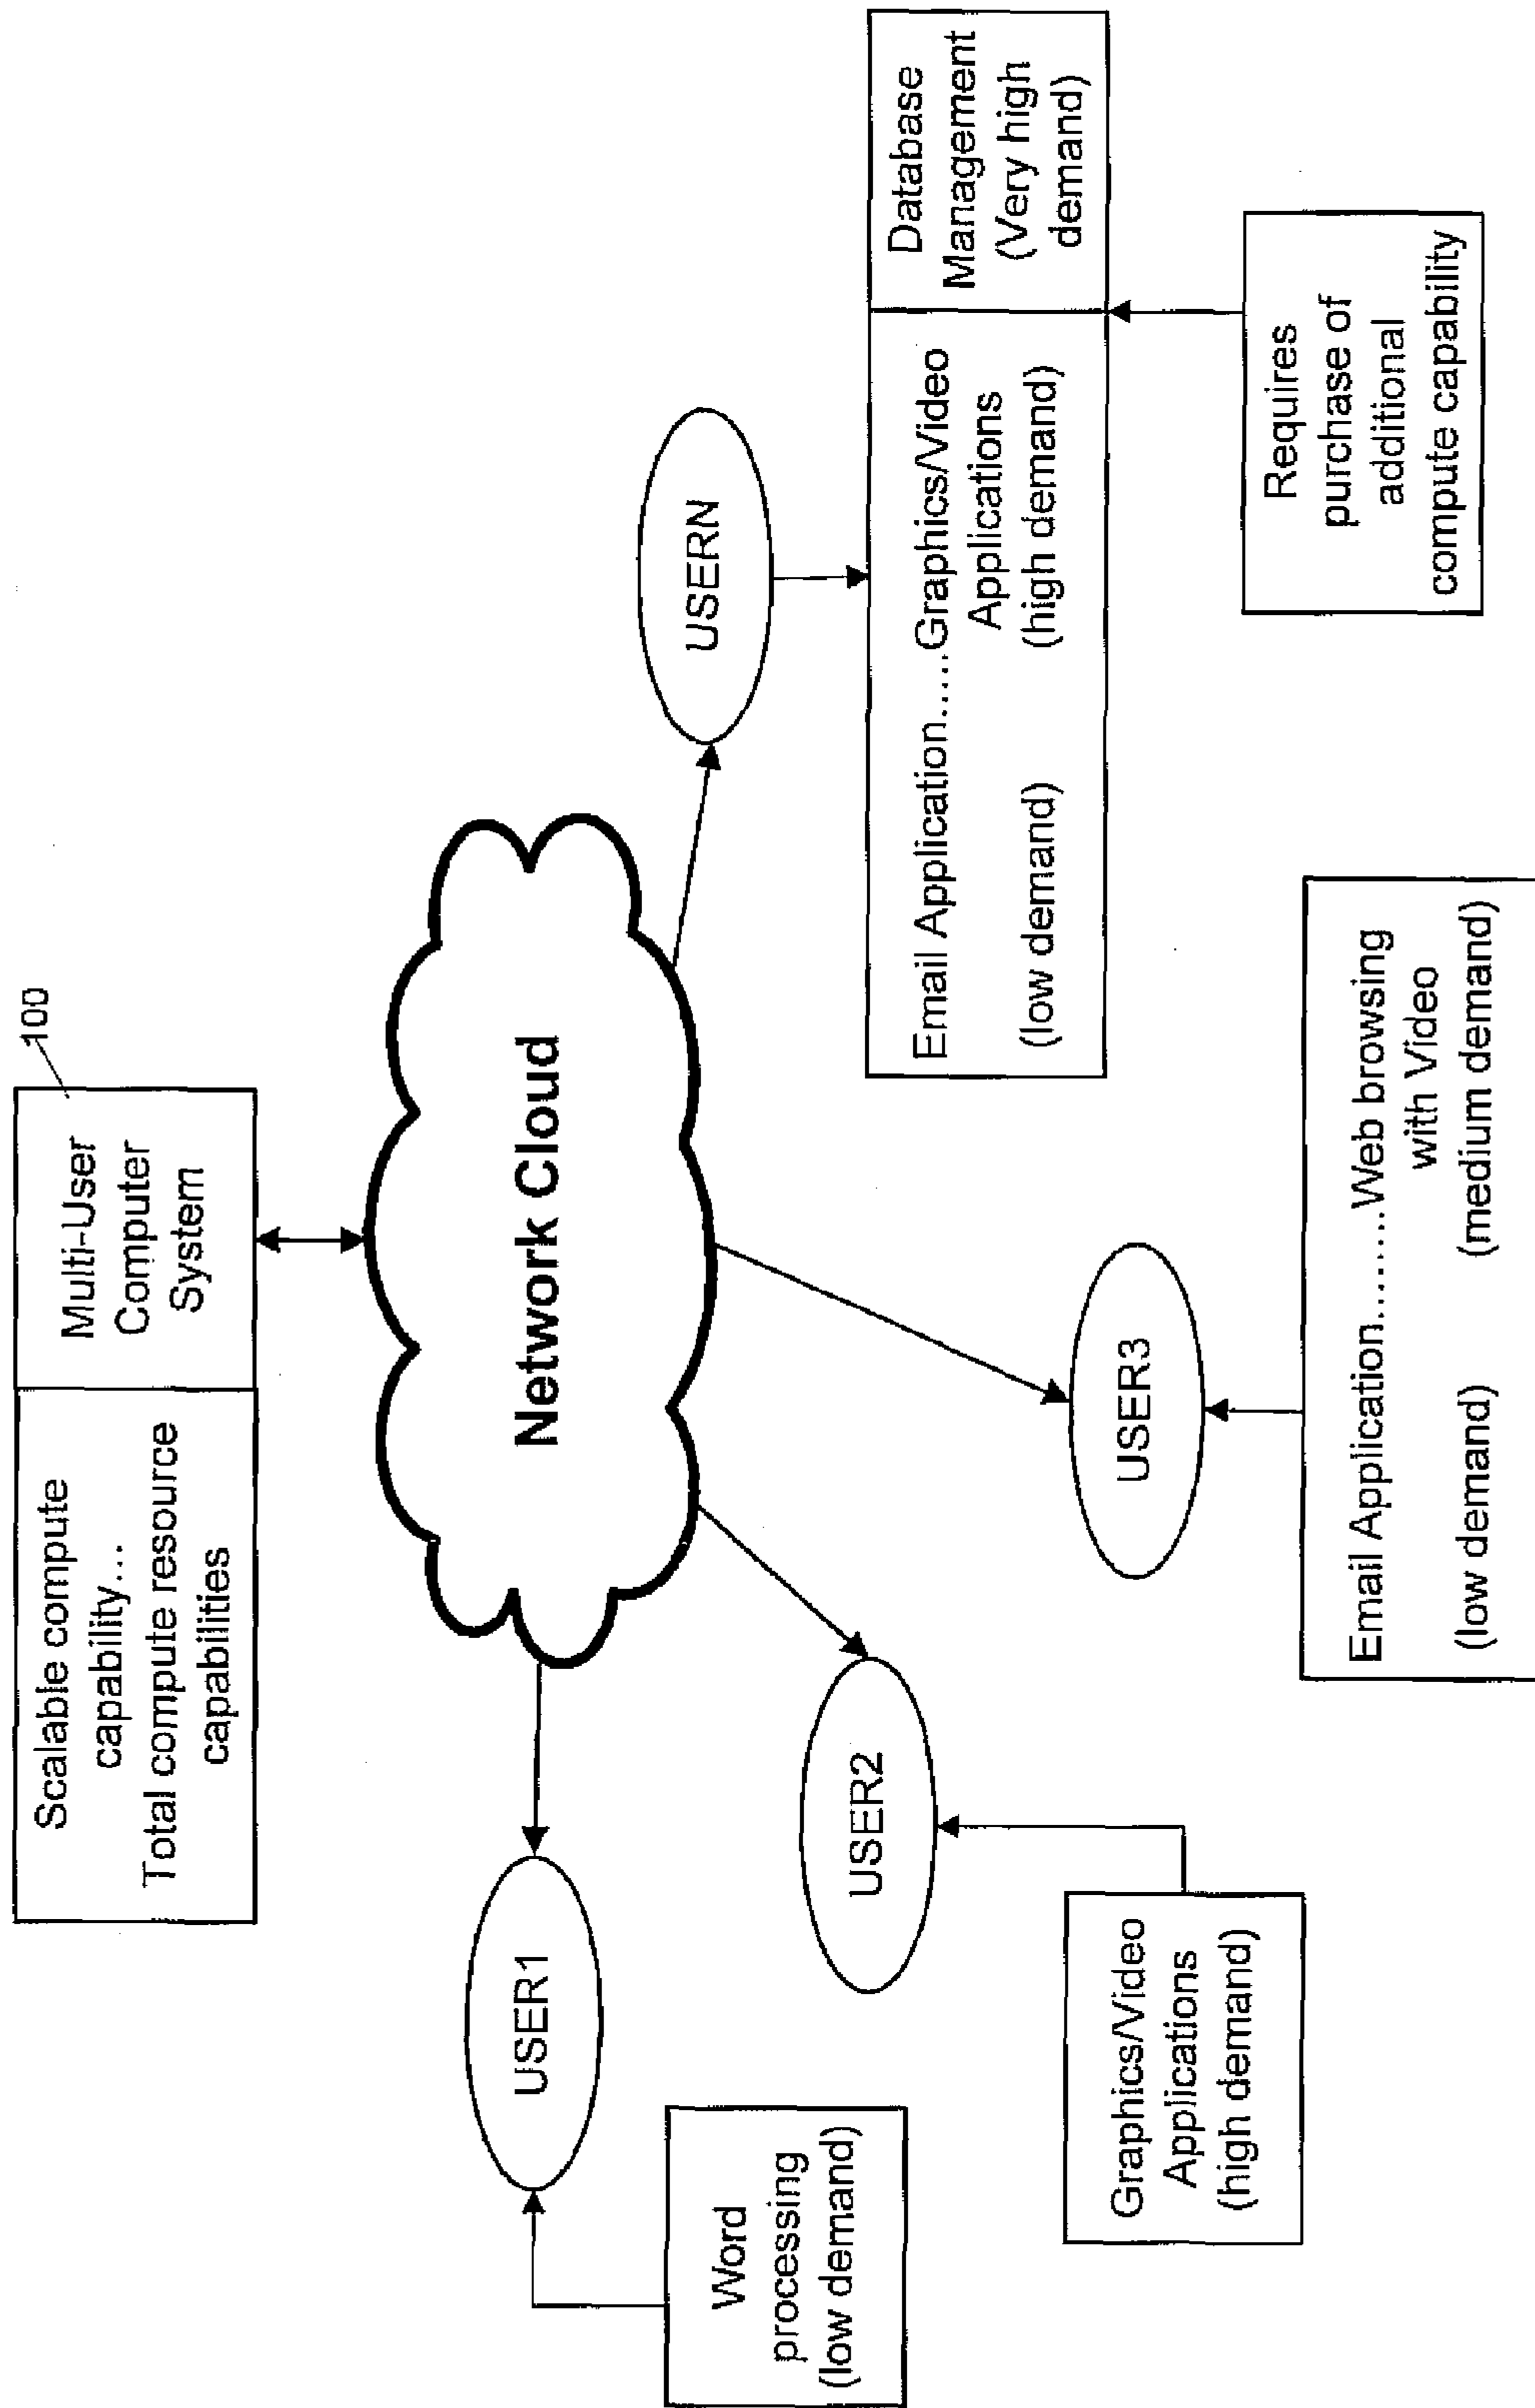 Scalable compute
capability...
Total compute resource
capabilities
Multi-User
Computer
System
100
Network Cloud
USER1
Word
processing
(low demand)
USER2
Graphics/Video
Applications
(high demand)
USER3
Email Application.........Web browsing
with Video
(low demand) (medium demand)
USERN
Email Application......Graphics/Video
Applications
(low demand) (high demand)
Database
Management
(Very high
demand)
Requires
purchase of
additional
compute capability